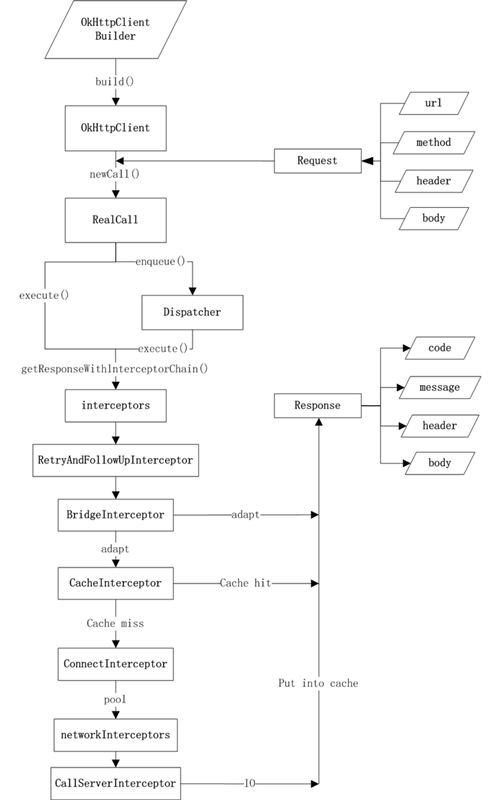 OkHttpClient
Builder
build()
OkHttpClient
url
method
Request
newCall()
header
body
RealCall
enqueue()
execute()
Dispatcher
execute()
getResponseWithInterceptorChain()
code
message
interceptors
Response
header
RetryAndFollowUpInterceptor
body
BridgeInterceptor
adapt
adapt
CacheInterceptor
Cache hit
Cache miss
ConnectInterceptor
Put into cache
pool
networkInterceptors
CallServerInterceptor
IO